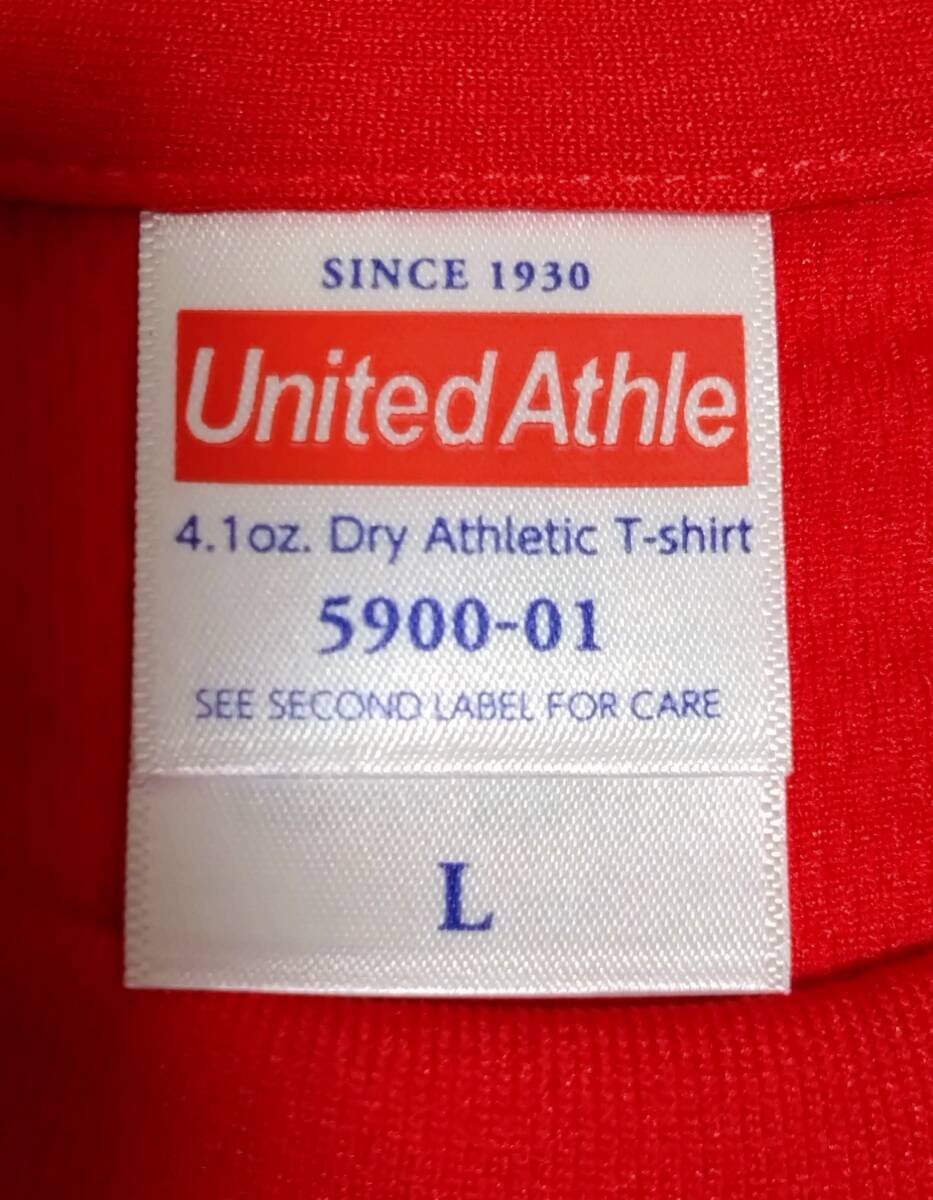 SINCE 1930
United Athle
4.1oz. Dry Athletic T-shirt
5900-01
SEE SECOND LABEL FOR CARE
L